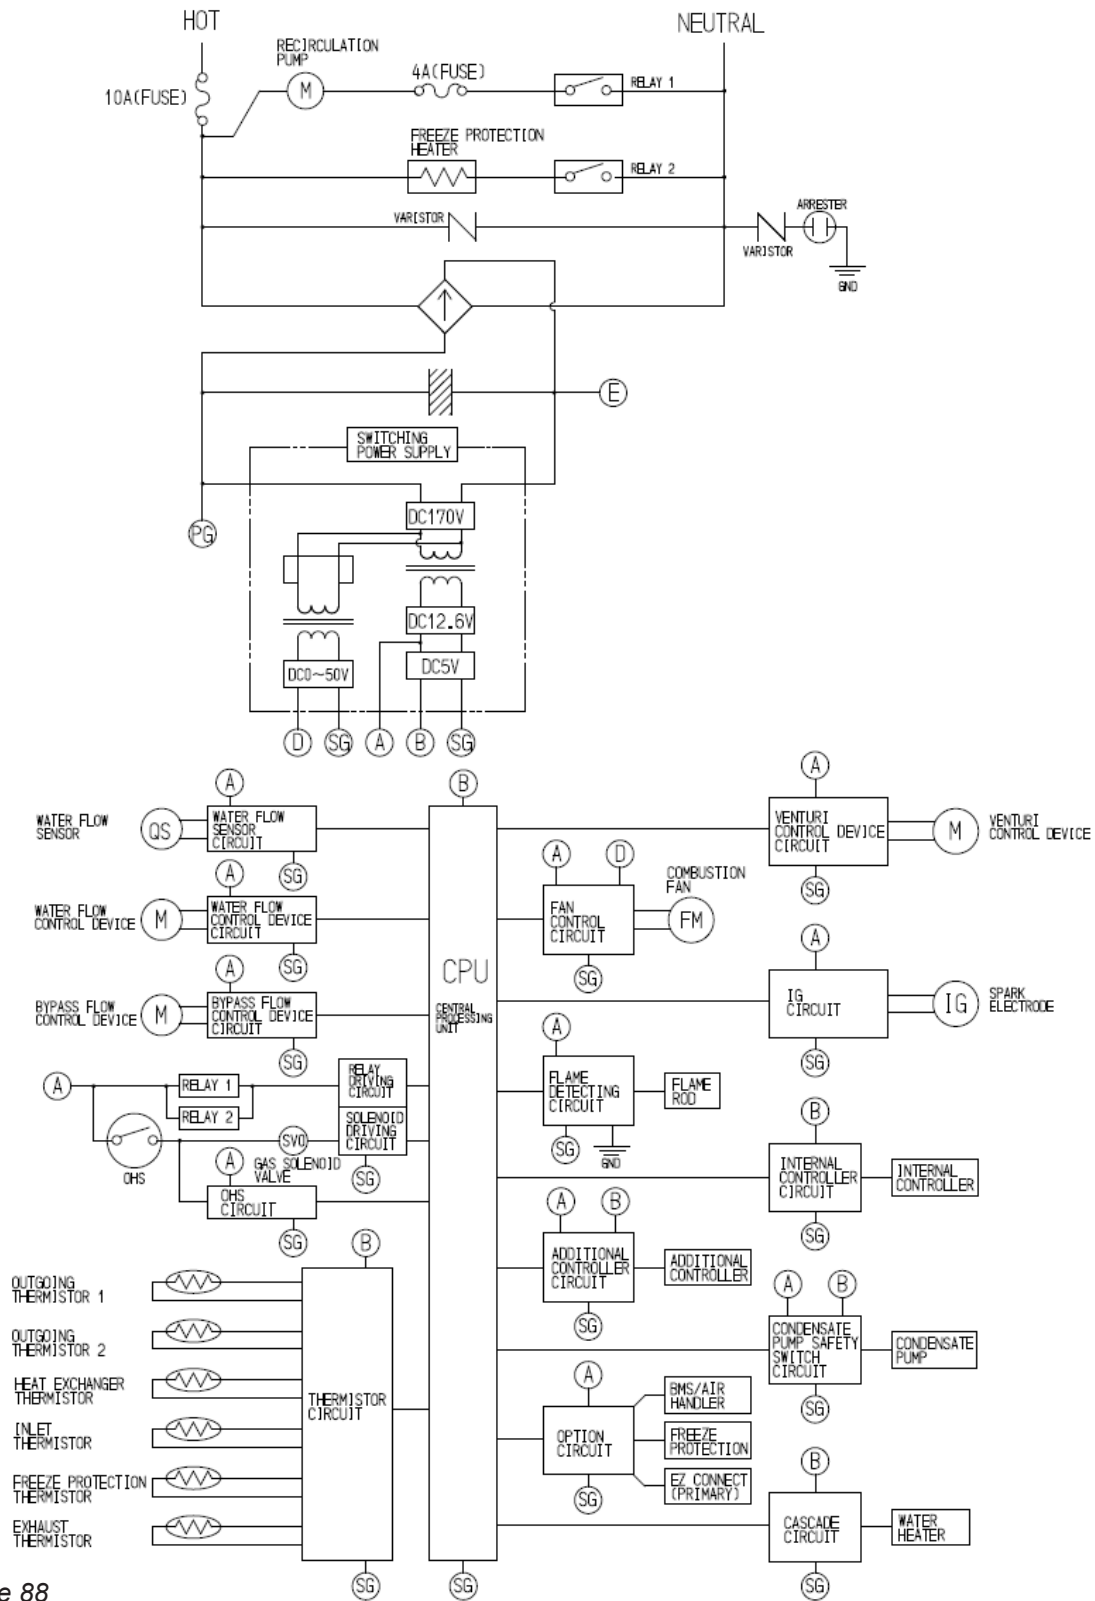 HOT
NEUTRAL
RECIRCULATION
PUMP
M
4A(FUSE)
RELAY 1
10A(FUSE)
FREEZE PROTECTION
HEATER
RELAY 2
VARISTOR
ARRESTER
VARISTOR
GND
E
SWITCHING
POWER SUPPLY
PG
DC170V
DC12.6V
DC0~50V
DC5V
D
SG
A
B
SG
A
B
A
WATER FLOW
SENSOR
QS
WATER FLOW
SENSOR
CIRCUIT
SG
VENTURI
CONTROL DEVICE
CIRCUIT
M
VENTURI
CONTROL DEVICE
SG
A
WATER FLOW
CONTROL DEVICE
M
WATER FLOW
CONTROL DEVICE
CIRCUIT
SG
A
D
COMBUSTION
FAN
FAN
CONTROL
CIRCUIT
FM
SG
A
BYPASS FLOW
CONTROL DEVICE
M
BYPASS FLOW
CONTROL DEVICE
CIRCUIT
SG
CPU
CENTRAL
PROCESSING
UNIT
A
IG
CIRCUIT
IG
SPARK
ELECTRODE
SG
A
RELAY 1
RELAY 2
RELAY
DRIVING
CIRCUIT
SOLENOID
DRIVING
CIRCUIT
SG
OHS
SV0
GAS SOLENOID
VALVE
A
OHS
CIRCUIT
SG
A
FLAME
DETECTING
CIRCUIT
FLAME
ROD
SG
GND
B
INTERNAL
CONTROLLER
CIRCUIT
INTERNAL
CONTROLLER
SG
A
B
ADDITIONAL
CONTROLLER
CIRCUIT
ADDITIONAL
CONTROLLER
SG
B
OUTGOING
THERMISTOR 1
OUTGOING
THERMISTOR 2
HEAT EXCHANGER
THERMISTOR
INLET
THERMISTOR
FREEZE PROTECTION
THERMISTOR
EXHAUST
THERMISTOR
THERMISTOR
CIRCUIT
SG
SG
A
B
CONDENSATE
PUMP SAFETY
SWITCH
CIRCUIT
CONDENSATE
PUMP
SG
A
OPTION
CIRCUIT
BMS/AIR
HANDLER
FREEZE
PROTECTION
EZ CONNECT
(PRIMARY)
SG
B
CASCADE
CIRCUIT
WATER
HEATER
SG
e 88